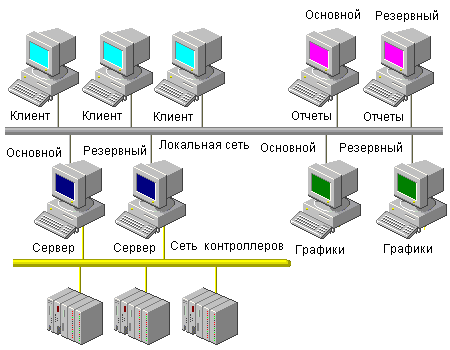 Основной Резервный
Клиент Клиент Клиент Отчеты Отчеты
Основной Резервный Локальная сеть Основной Резервный
Сервер Сервер Сеть контроллеров Графики Графики